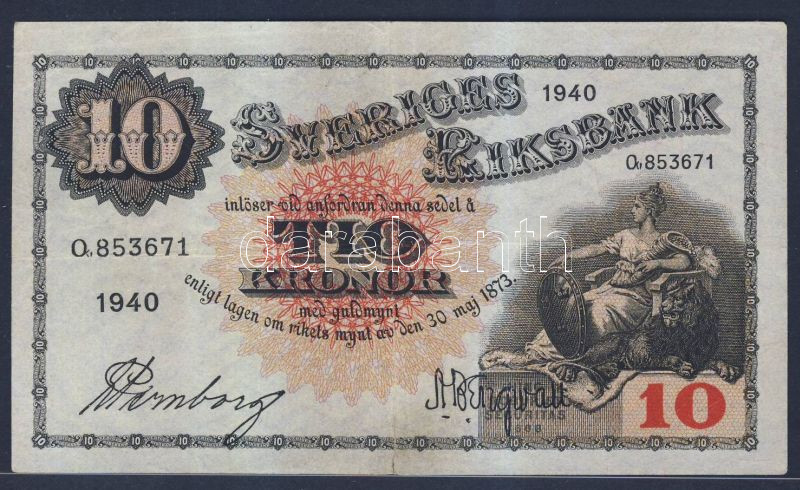 10
SVERIGES
RIKSBANK
1940
O,853671
inlöser vid anfordran denna sedel å
TIO
KRONOR
med guldmynt
enligt lagen om rikets mynt av den 30 maj 1873.
O,853671
1940
darabanth
10